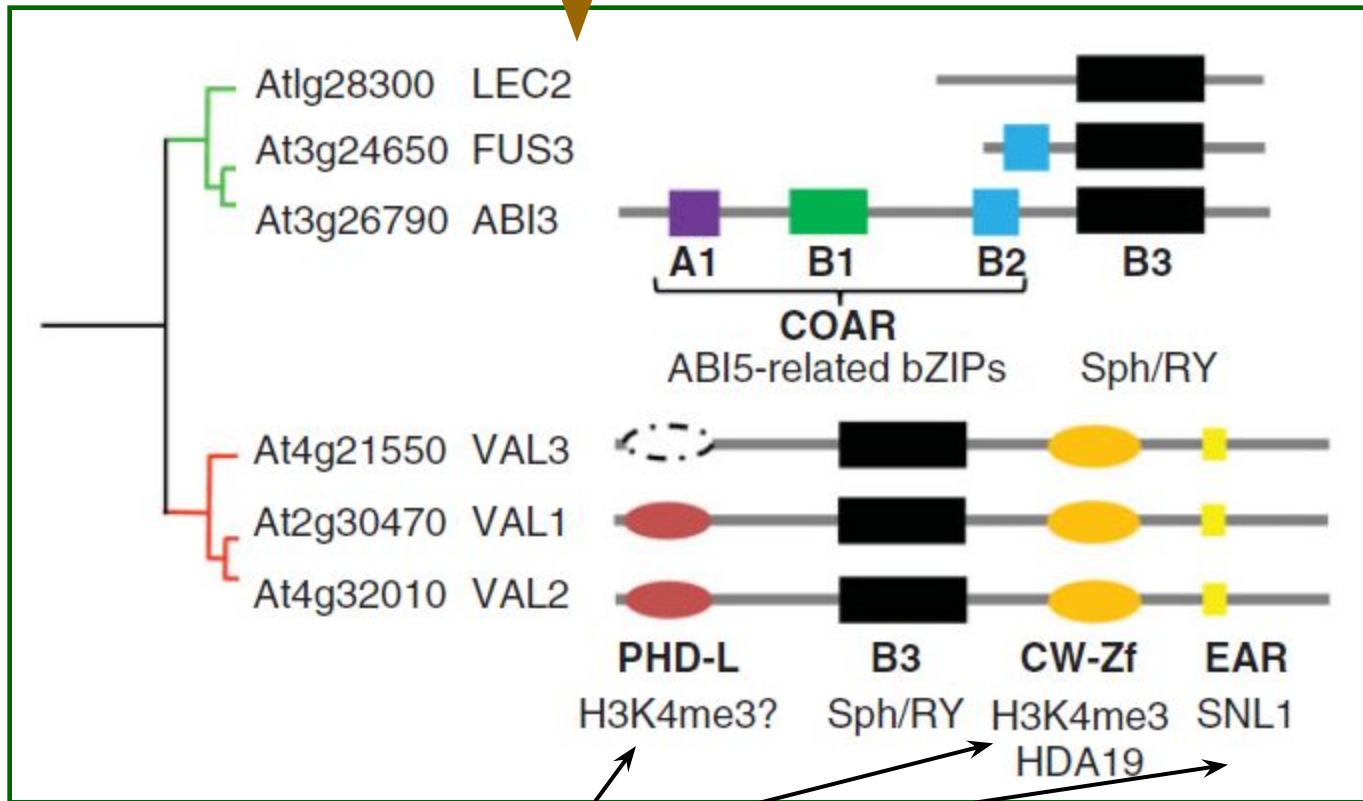 AtIg28300 LEC2
At3g24650 FUS3
At3g26790 ABI3
A1 B1 B2 B3
COAR
ABI5-related bZIPs Sph/RY
At4g21550 VAL3
At2g30470 VAL1
At4g32010 VAL2
PHD-L B3 CW-Zf EAR
H3K4me3? Sph/RY H3K4me3 SNL1
HDA19